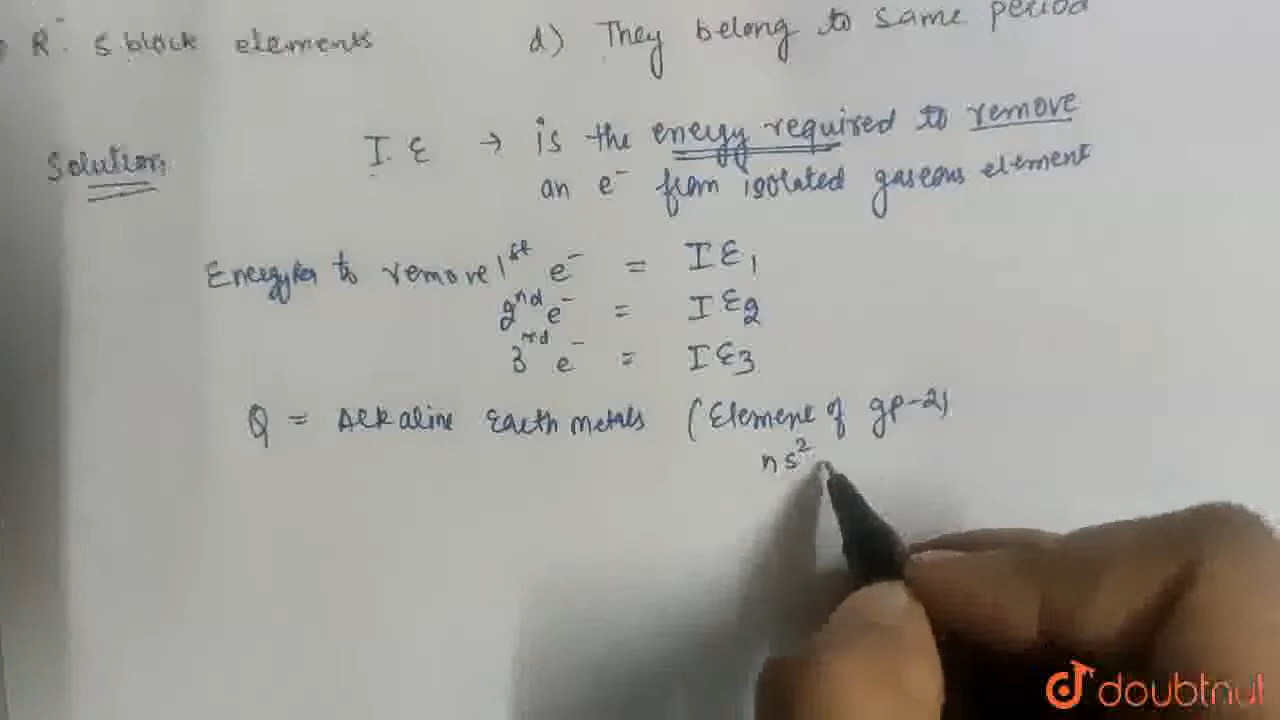 R⁻. s block elements d) They belong to same period
Solution, I. E → is the energy required to remove
an e⁻ from isolated gaseous element
to remove 1st e⁻ = IE1
2nd e⁻ = IE2
3rd e⁻ = IE3
Q = Alkaline Earth metals (Element of gp-2)
ns²
doubtnut